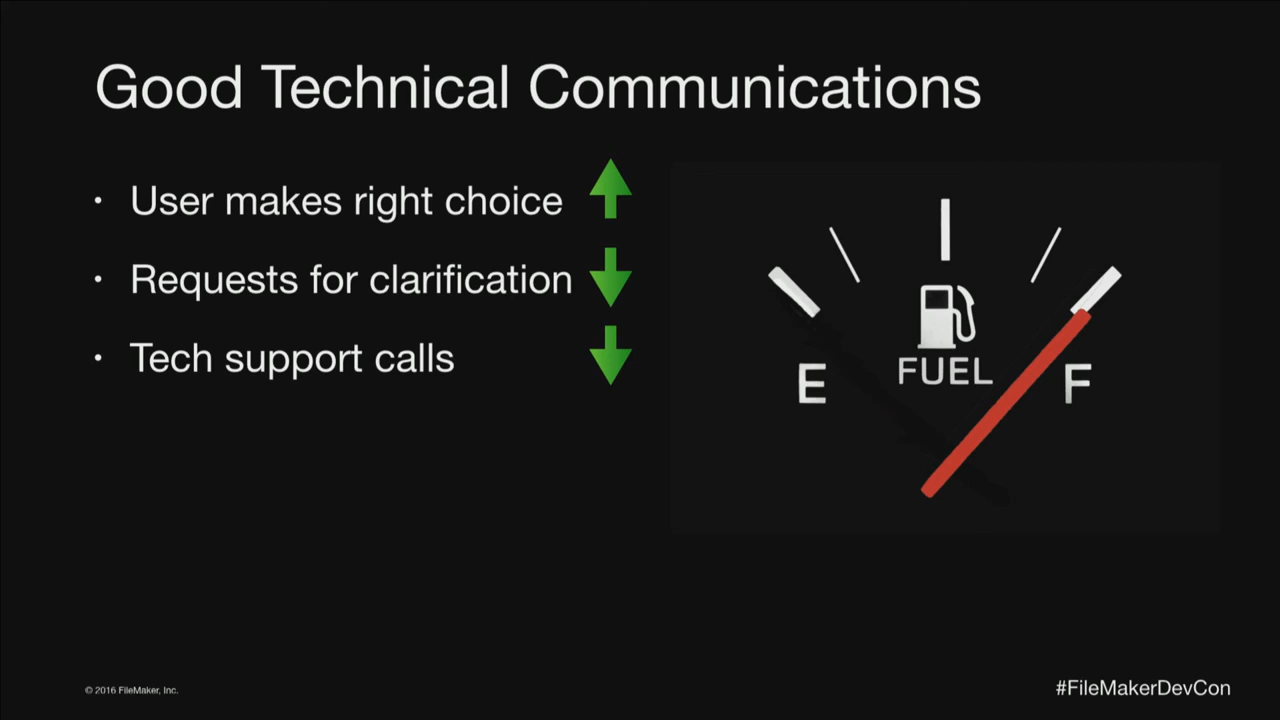 Good Technical Communications
• User makes right choice
• Requests for clarification
• Tech support calls
E
FUEL
F
© 2016 FileMaker, Inc.
#FileMakerDevCon